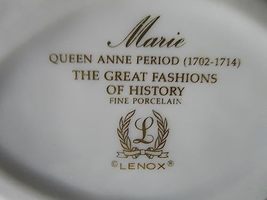 Marie
QUEEN ANNE PERIOD (1702-1714)
THE GREAT FASHIONS
OF HISTORY
FINE PORCELAIN
L
©LENOX®